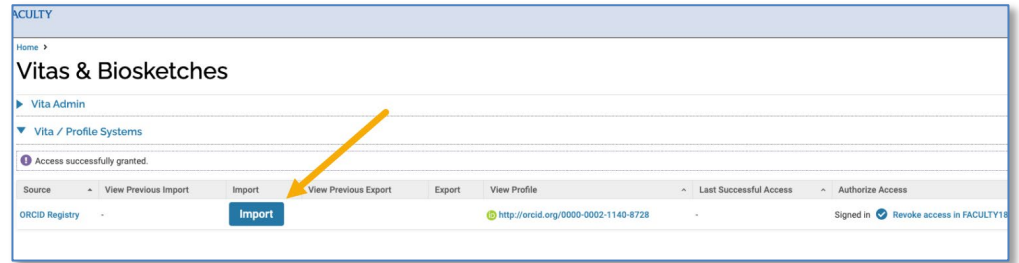 ACULTY
Home >
Vitas & Biosketches
Vita Admin
Vita / Profile Systems
Access successfully granted.
Source View Previous Import Import View Previous Export Export View Profile Last Successful Access Authorize Access
ORCID Registry - Import iD http://orcid.org/0000-0002-1140-8728 - Signed in Revoke access in FACULTY18